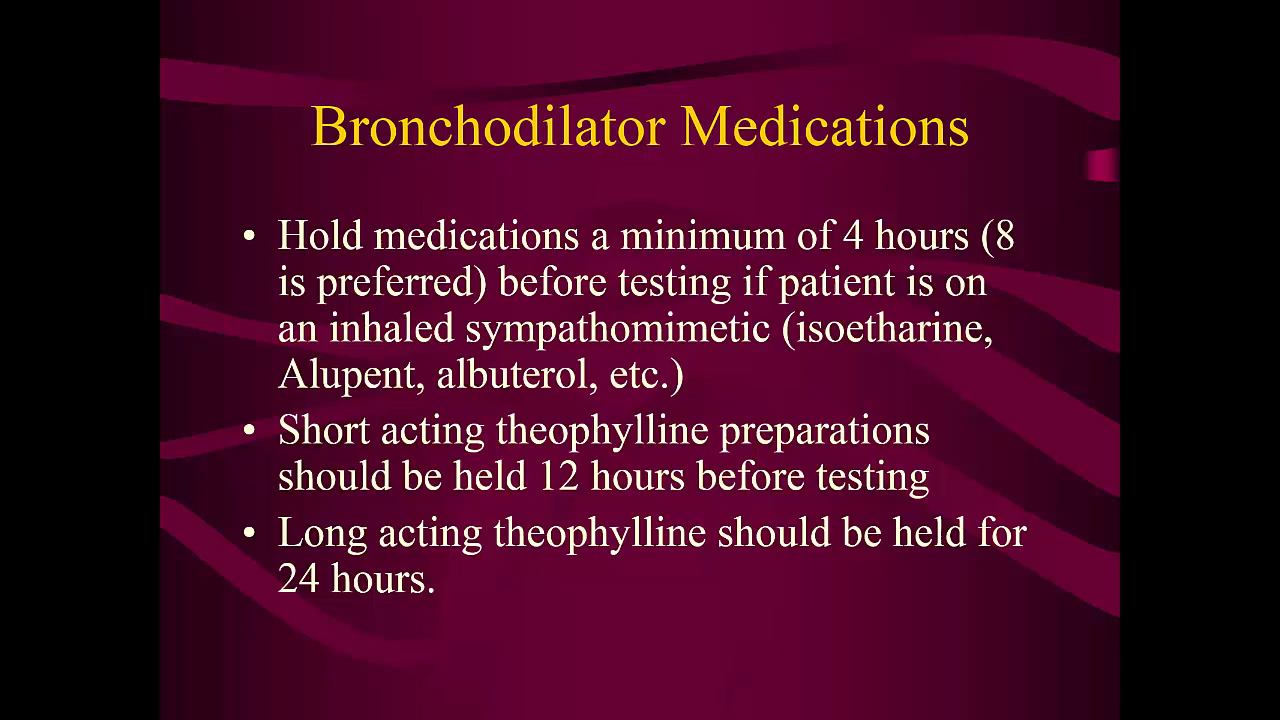 Bronchodilator Medications
• Hold medications a minimum of 4 hours (8
is preferred) before testing if patient is on
an inhaled sympathomimetic (isoetharine,
Alupent, albuterol, etc.)
• Short acting theophylline preparations
should be held 12 hours before testing
• Long acting theophylline should be held for
24 hours.